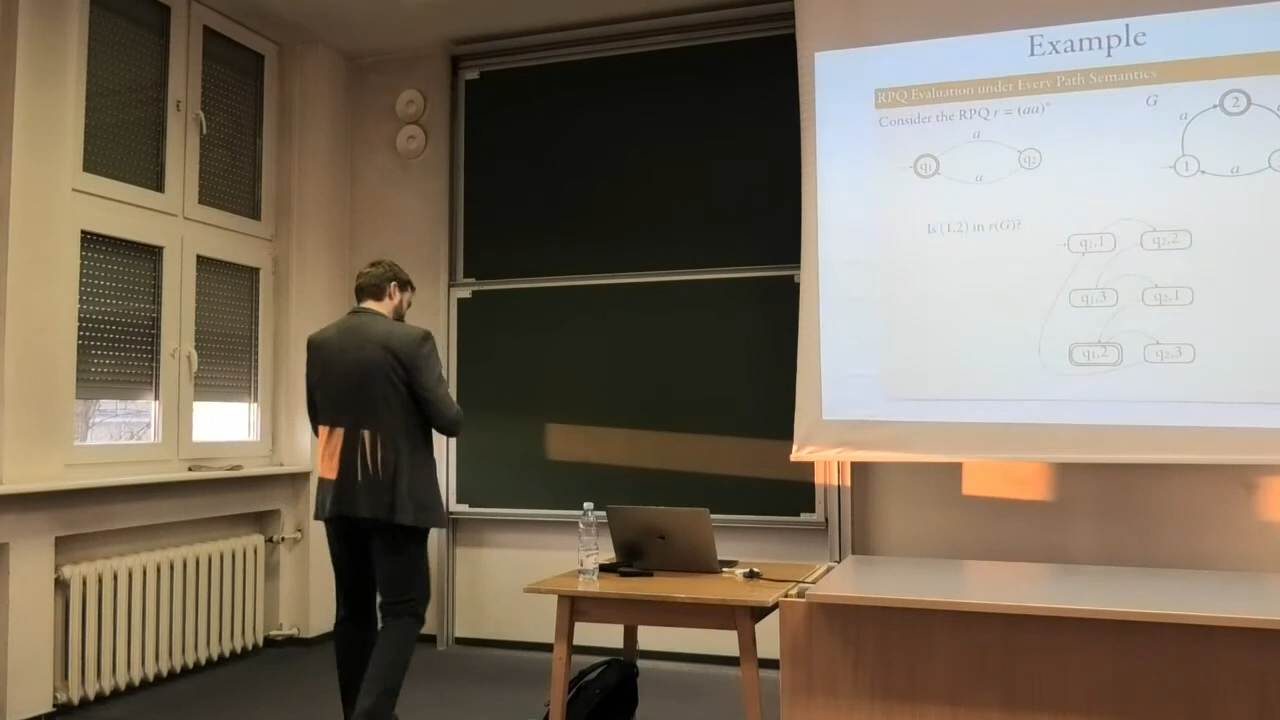 Example
RPQ Evaluation under Every Path Semantics
Consider the RPQ r = (aa)*
G
2
a
a
q₁
q₂
a
1
a
Is (1,2) in r(G)?
q₁,1
q₂,2
q₁,3
q₂,1
q₁,2
q₂,3